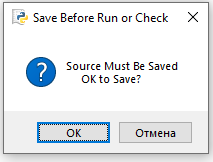 Save Before Run or Check
Source Must Be Saved
OK to Save?
OK
Отмена